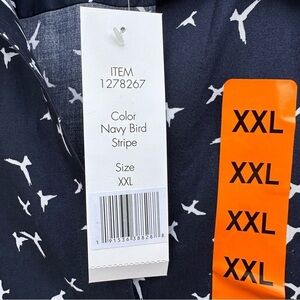 ITEM
1278267
Color
Navy Bird
Stripe
Size
XXL
XXL
XXL
XXL
XXL